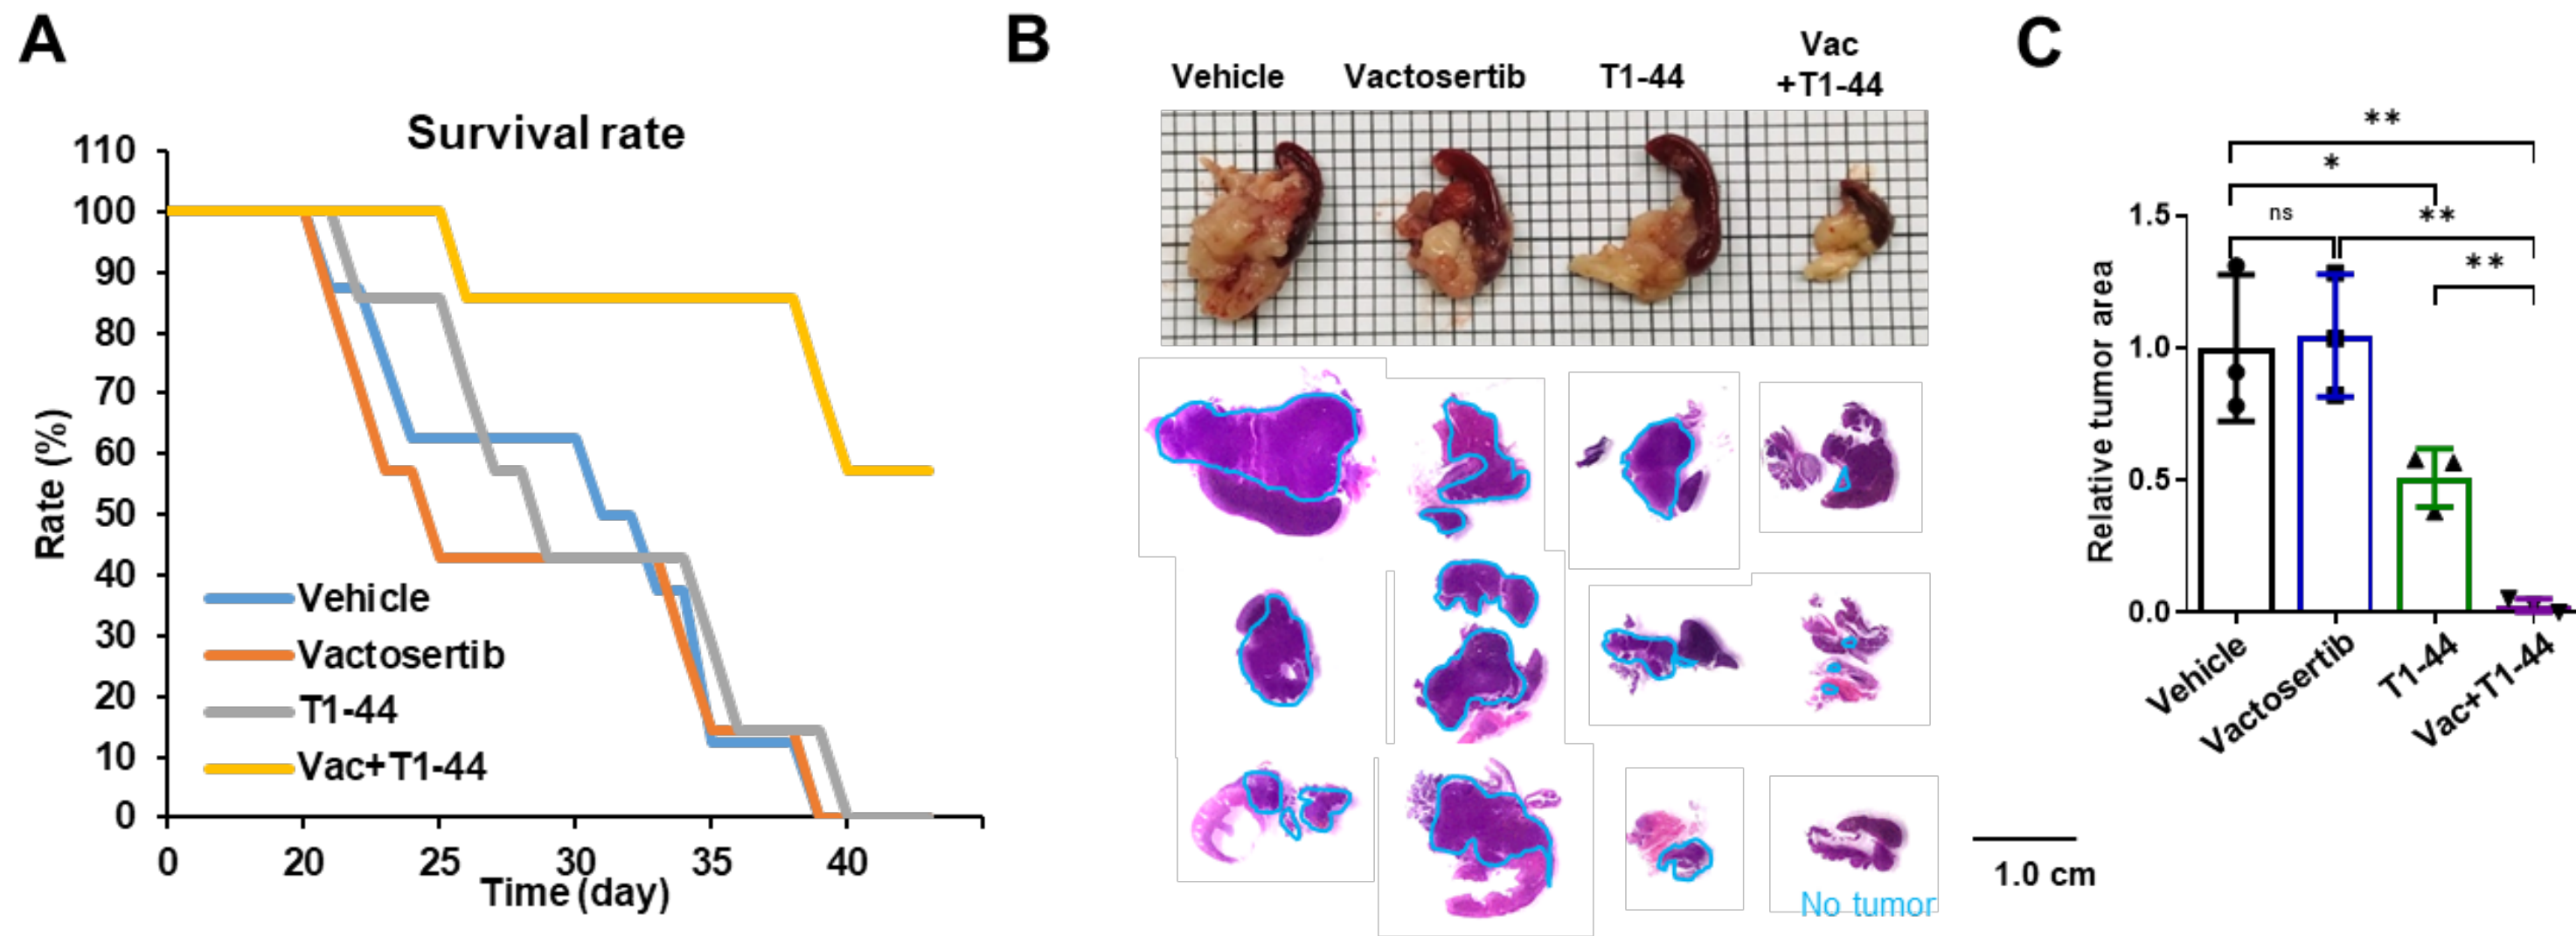 A
Survival rate
110
100
90
80
70
60
50
40
30
20
10
0
Rate (%)
Vehicle
Vactosertib
T1-44
Vac+T1-44
0
20
25
30
35
40
Time (day)
B
Vehicle
Vactosertib
T1-44
Vac
+T1-44
No tumor
1.0 cm
C
**
*
ns
**
**
1.5
1.0
0.5
0.0
Relative tumor area
Vehicle
Vactosertib
T1-44
Vac+T1-44